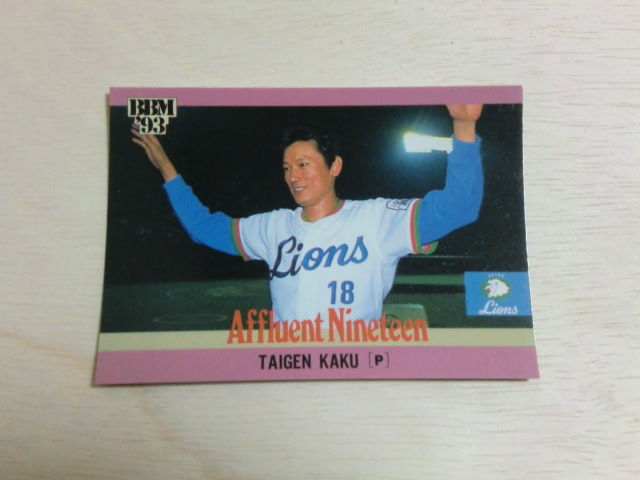 BBM
'93
Lions
18
Lions
Affluent Nineteen
TAIGEN KAKU [P]